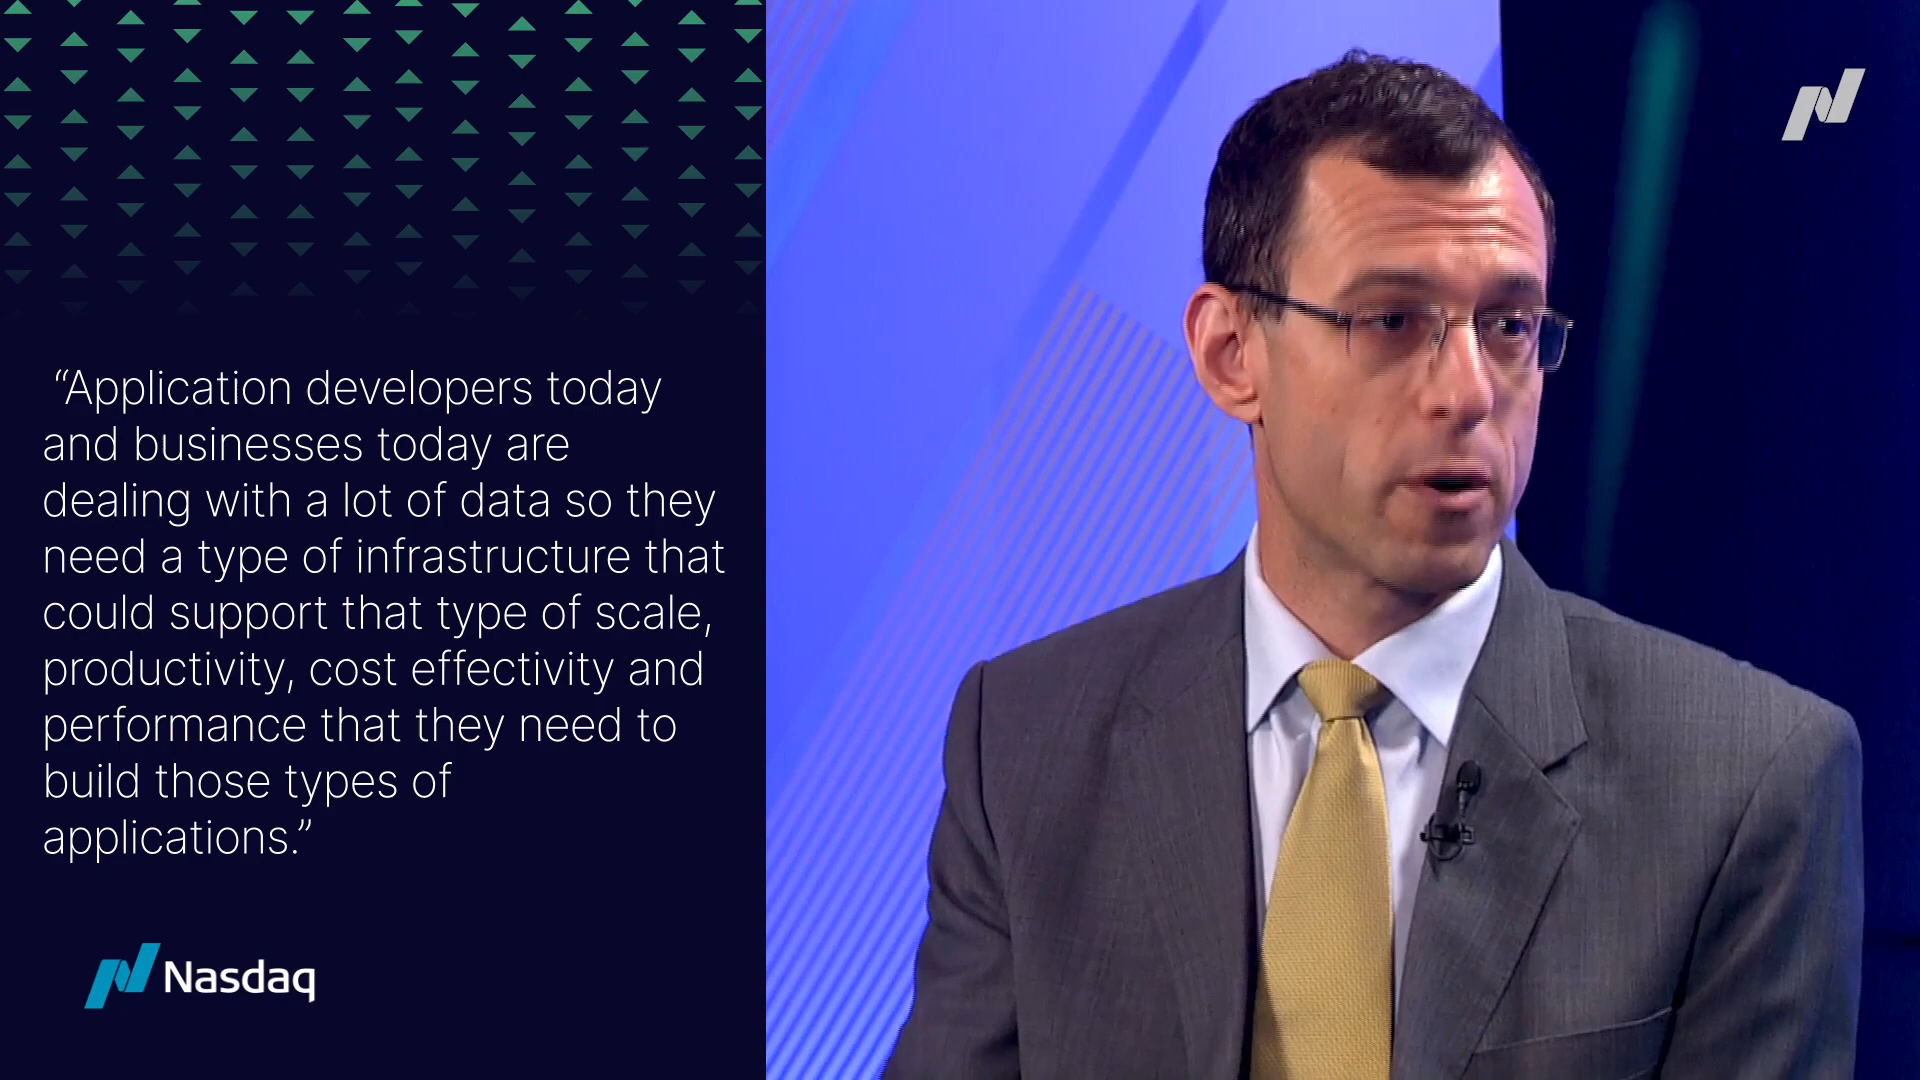 “Application developers today
and businesses today are
dealing with a lot of data so they
need a type of infrastructure that
could support that type of scale,
productivity, cost effectivity and
performance that they need to
build those types of
applications.”
Nasdaq